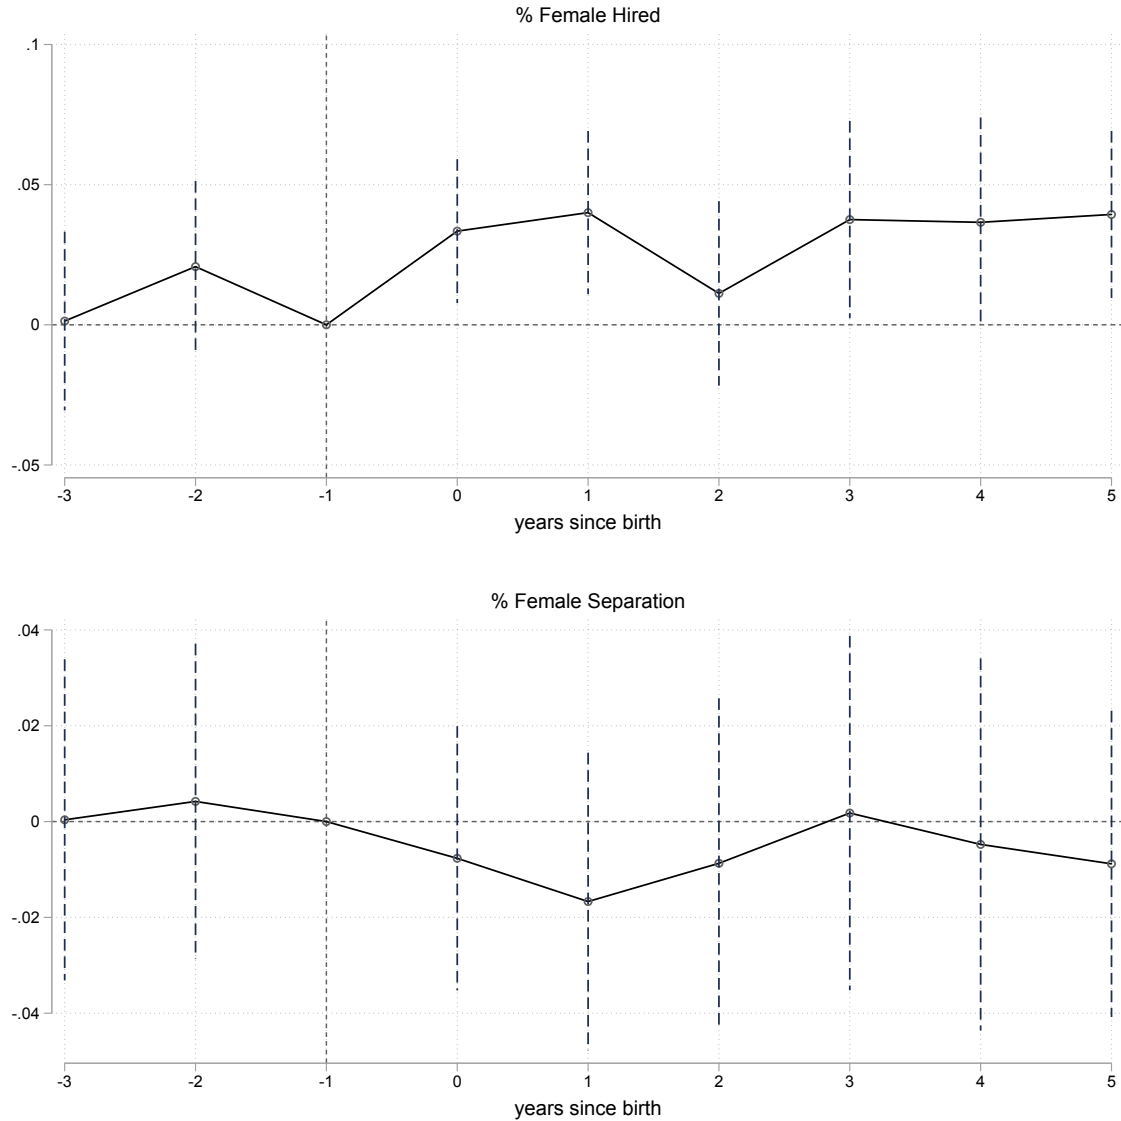 % Female Hired
.1
.05
0
-.05
-3 -2 -1 0 1 2 3 4 5
years since birth
% Female Separation
.04
.02
0
-.02
-.04
-3 -2 -1 0 1 2 3 4 5
years since birth